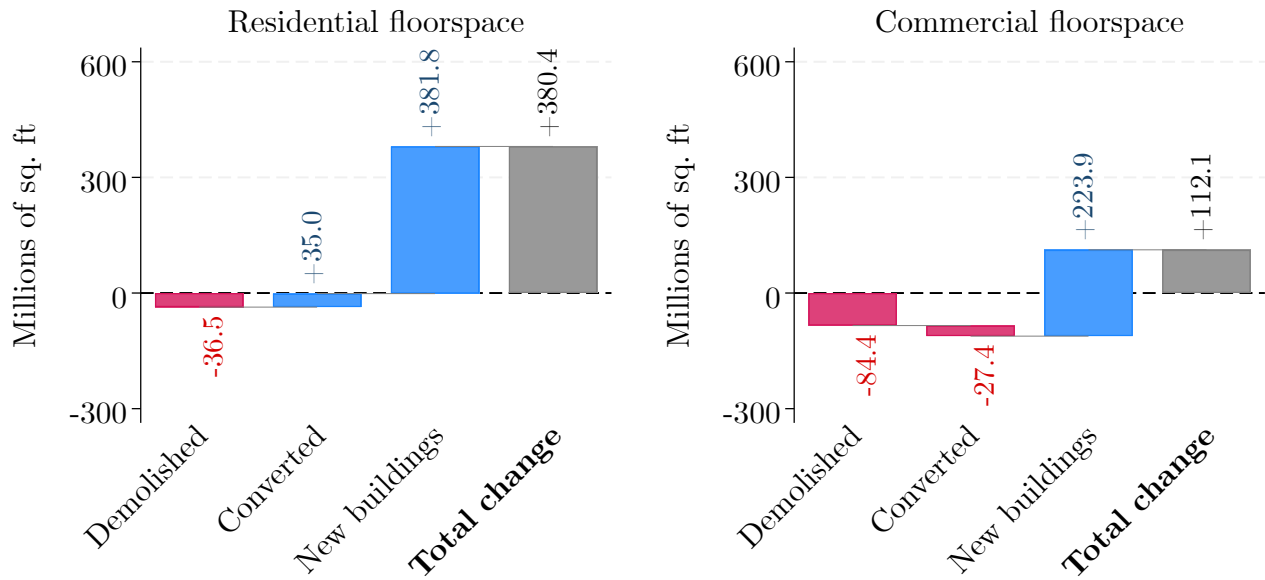 Residential floorspace
Millions of sq. ft
600
300
0
-300
-36.5
+35.0
+381.8
+380.4
Demolished
Converted
New buildings
Total change
Commercial floorspace
Millions of sq. ft
600
300
0
-300
-84.4
-27.4
+223.9
+112.1
Demolished
Converted
New buildings
Total change